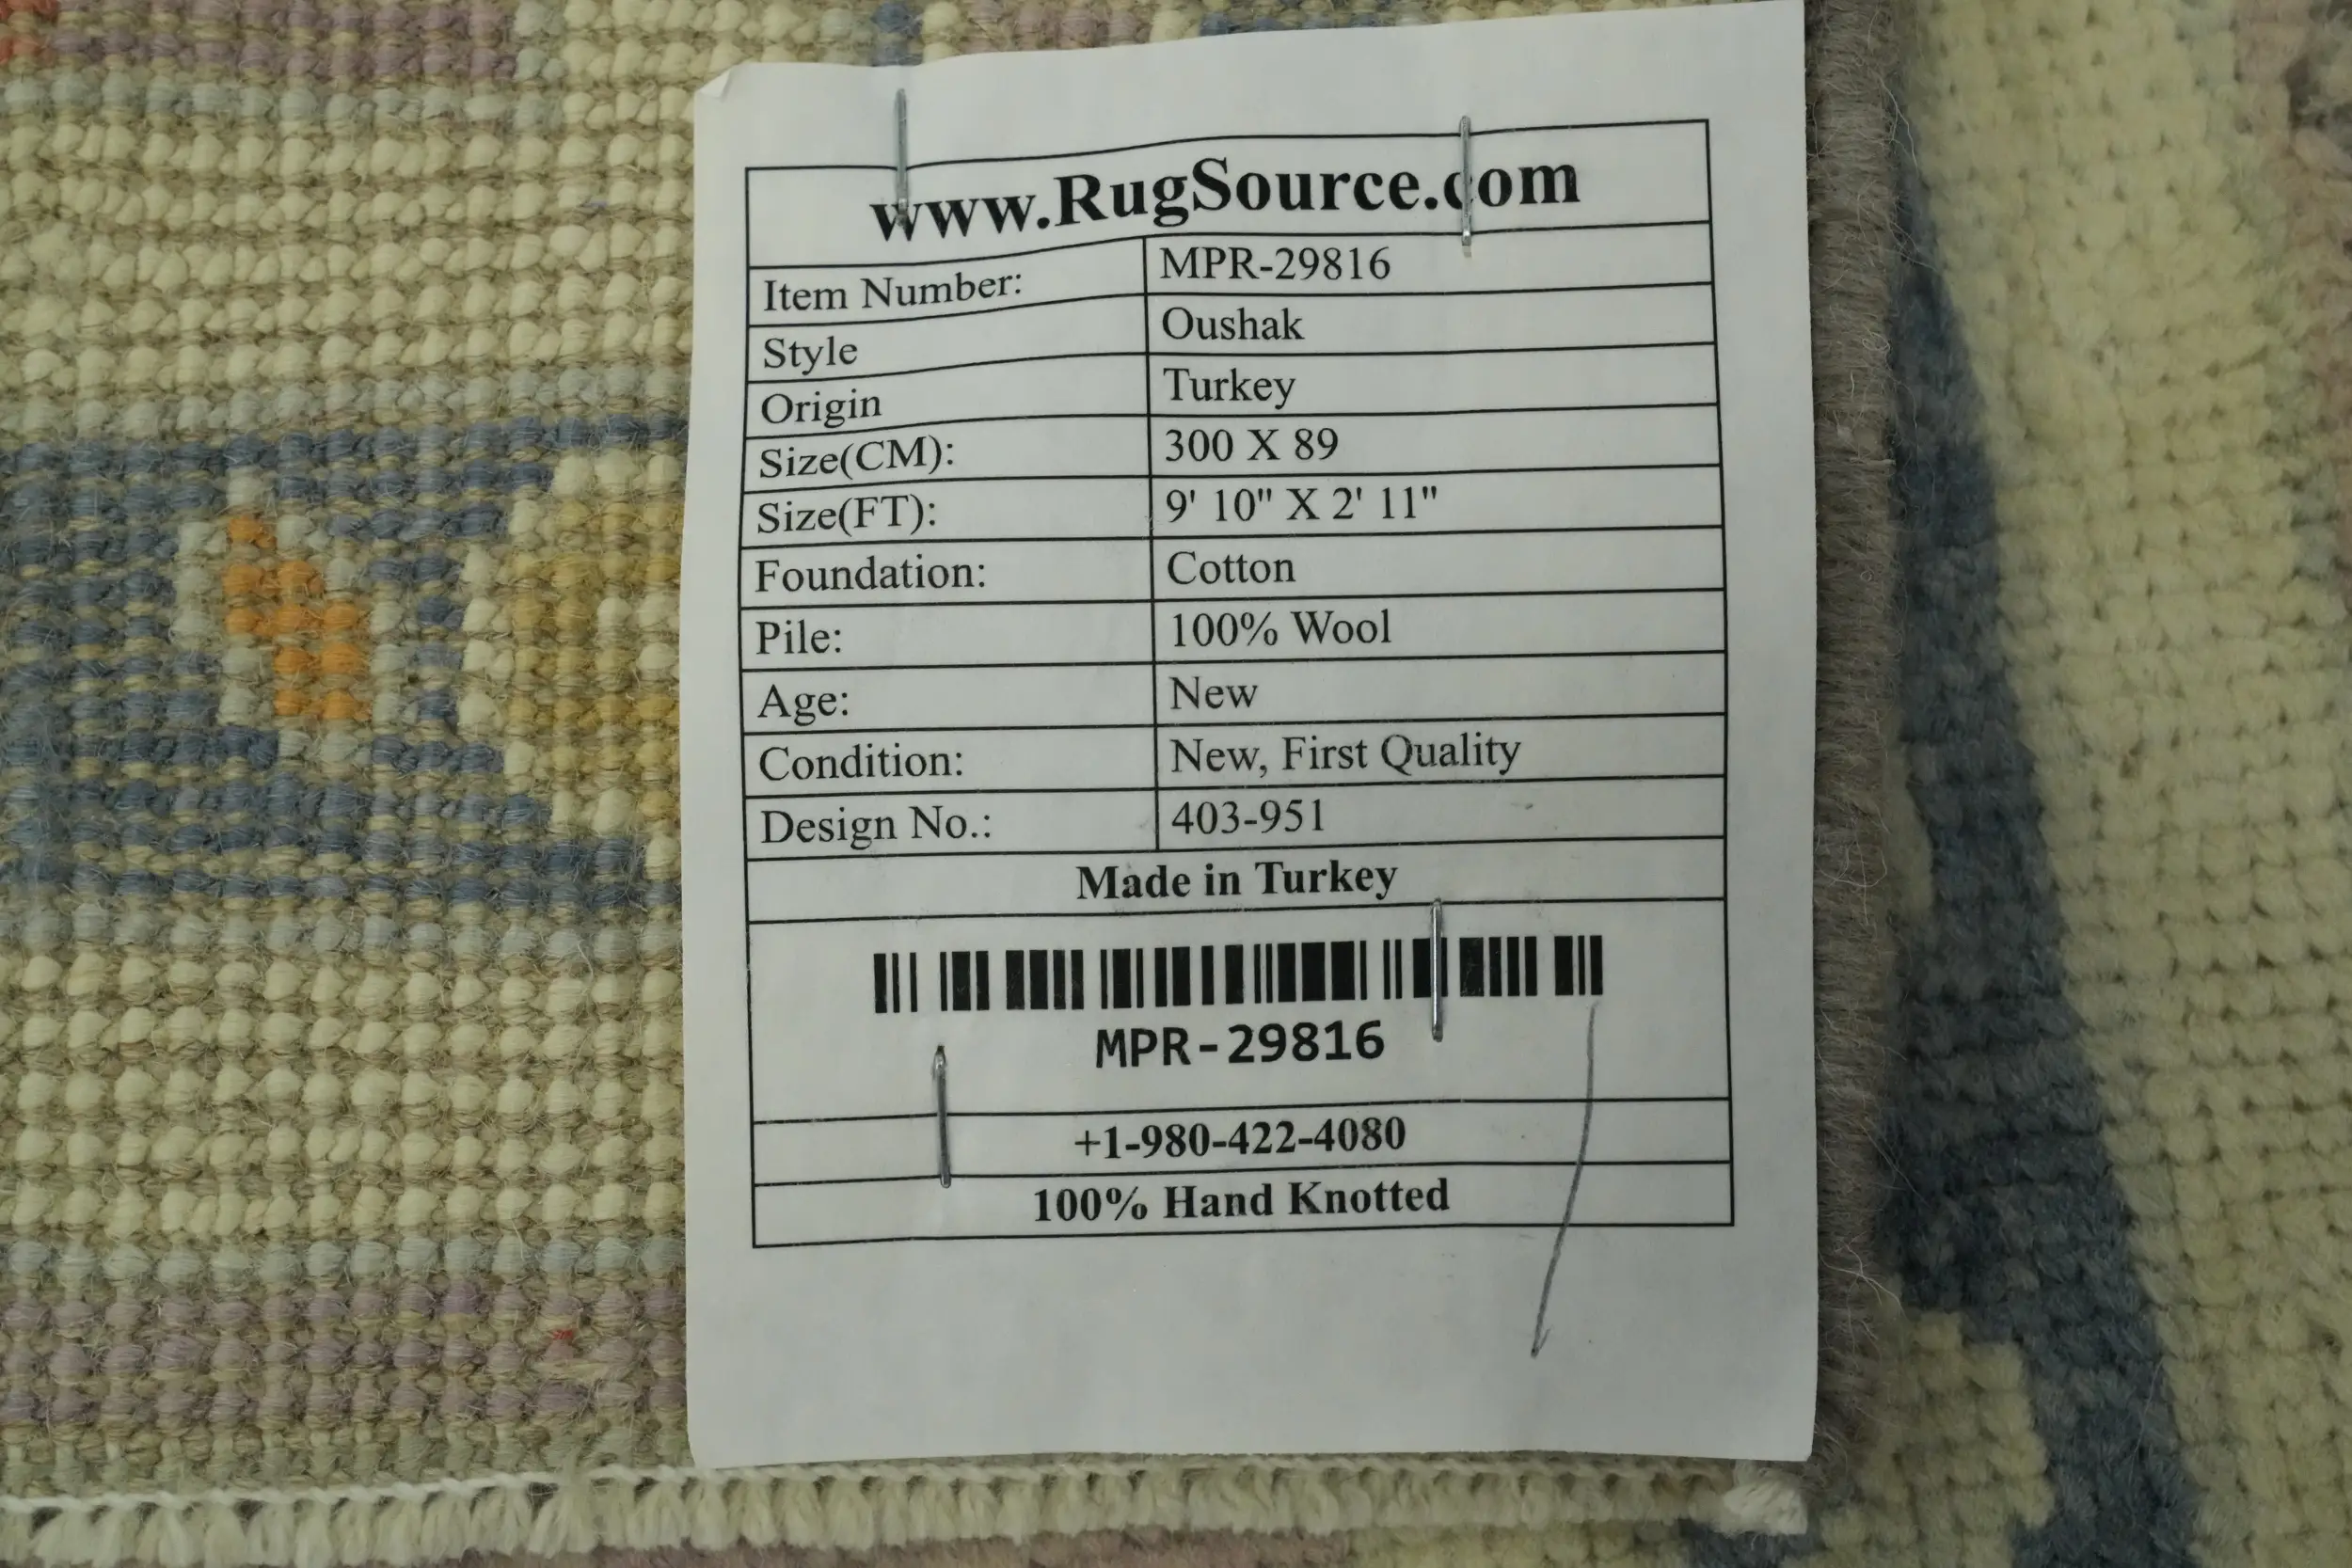 www.RugSource.com
Item Number: MPR-29816
Style Oushak
Origin Turkey
Size(CM): 300 X 89
Size(FT): 9' 10" X 2' 11"
Foundation: Cotton
Pile: 100% Wool
Age: New
Condition: New, First Quality
Design No.: 403-951
Made in Turkey
MPR-29816
+1-980-422-4080
100% Hand Knotted